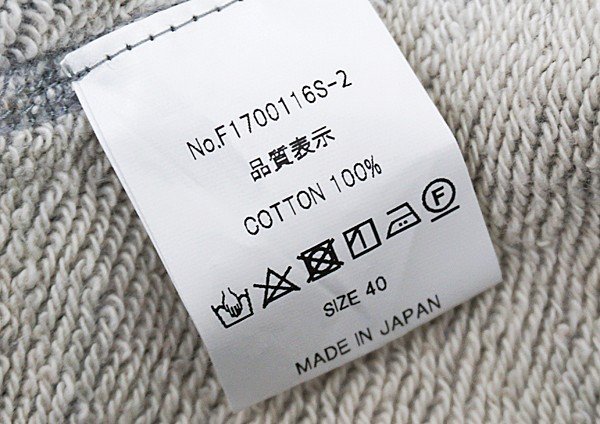 No.F1700116S-2
品質表示
COTTON 100%
F
SIZE 40
MADE IN JAPAN